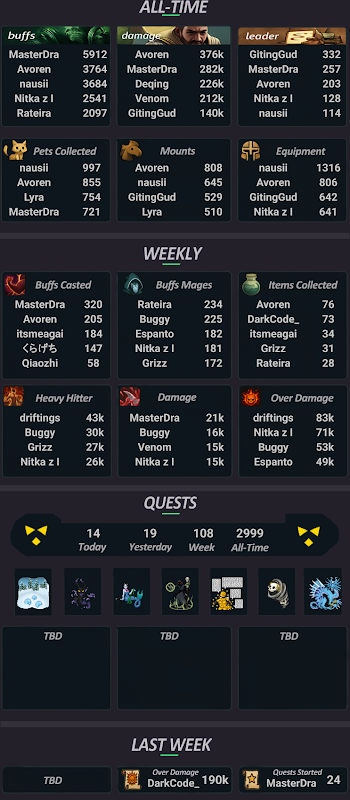 ALL-TIME
buffs
MasterDra 5912
Avoren 3764
nausii 3684
Nitka z l 2541
Rateira 2097
damage
Avoren 376k
MasterDra 282k
Deqing 226k
Venom 212k
GitingGud 140k
leader
GitingGud 332
MasterDra 257
Avoren 203
Nitka z l 128
nausii 114
Pets Collected
nausii 997
Avoren 855
Lyra 754
MasterDra 721
Mounts
Avoren 808
nausii 645
GitingGud 529
Lyra 510
Equipment
nausii 1316
Avoren 806
GitingGud 642
Nitka z l 641
WEEKLY
Buffs Casted
MasterDra 320
Avoren 205
itsmeagai 184
くらげち 147
Qiaozhi 58
Buffs Mages
Rateira 234
Buggy 225
Espanto 182
Nitka z l 181
Grizz 172
Items Collected
Avoren 76
DarkCode_ 73
itsmeagai 34
Grizz 31
Rateira 28
Heavy Hitter
driftings 43k
Buggy 30k
Grizz 27k
Nitka z l 26k
Damage
MasterDra 21k
Buggy 16k
Venom 15k
Nitka z l 15k
Over Damage
driftings 83k
Nitka z l 71k
Buggy 53k
Espanto 49k
QUESTS
14 19 108 2999
Today Yesterday Week All-Time
TBD TBD TBD
LAST WEEK
TBD
Over Damage
DarkCode_ 190k
Quests Started
MasterDra 24